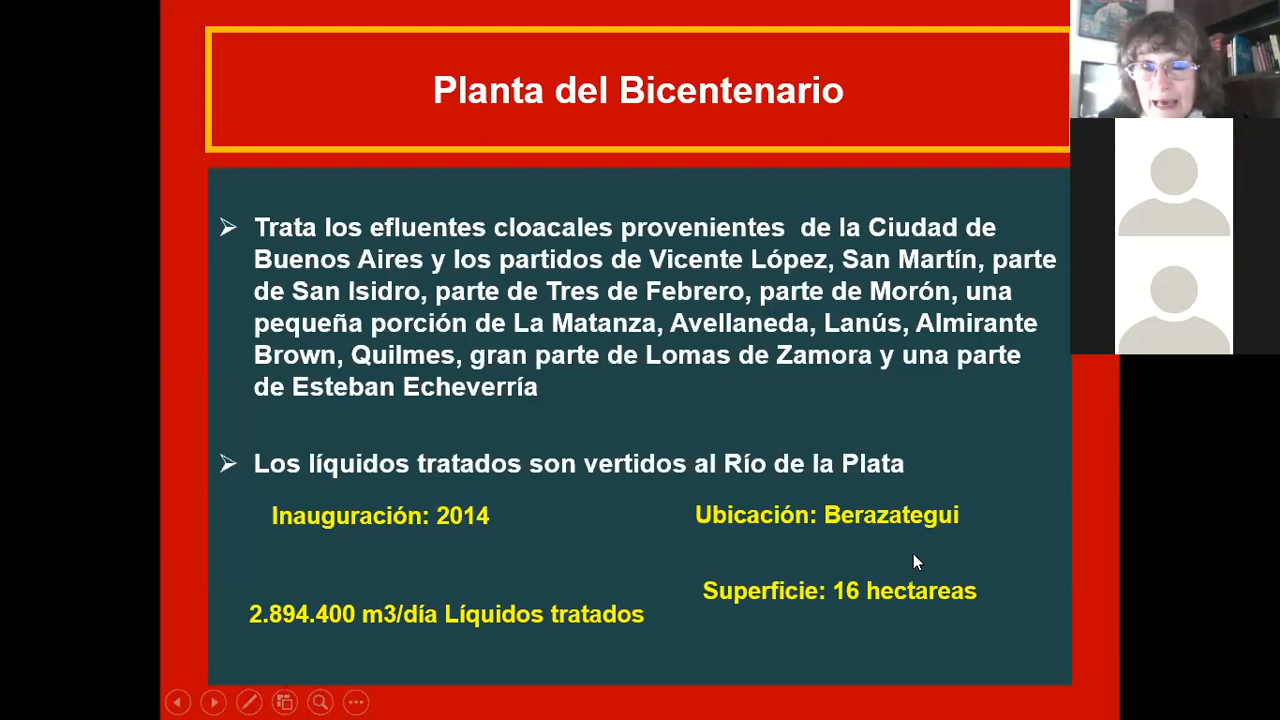 Planta del Bicentenario
Trata los efluentes cloacales provenientes de la Ciudad de
Buenos Aires y los partidos de Vicente López, San Martín, parte
de San Isidro, parte de Tres de Febrero, parte de Morón, una
pequeña porción de La Matanza, Avellaneda, Lanús, Almirante
Brown, Quilmes, gran parte de Lomas de Zamora y una parte
de Esteban Echeverría
Los líquidos tratados son vertidos al Río de la Plata
Inauguración: 2014
Ubicación: Berazategui
Superficie: 16 hectareas
2.894.400 m3/día Líquidos tratados